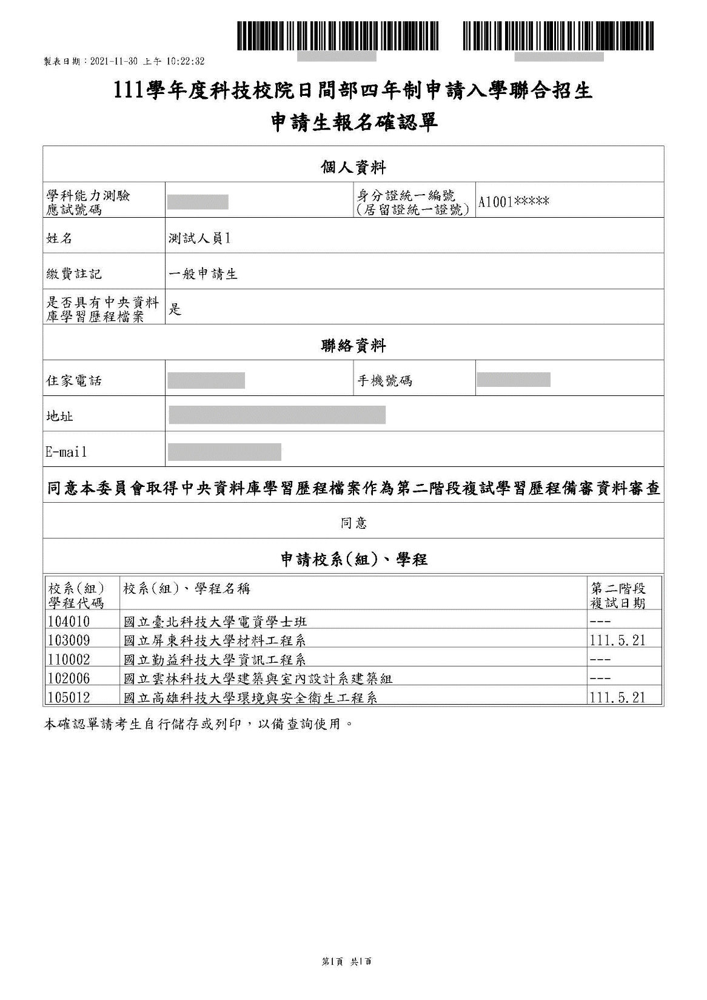 製表日期：2021-11-30 上午 10:22:32
111學年度科技校院日間部四年制申請入學聯合招生
申請生報名確認單
個人資料
學科能力測驗
應試號碼
身分證統一編號
(居留證統一證號)
A1001*****
姓名 測試人員1
繳費註記 一般申請生
是否具有中央資料
庫學習歷程檔案
是
聯絡資料
住家電話 手機號碼
地址
E-mail
同意本委員會取得中央資料庫學習歷程檔案作為第二階段複試學習歷程備審資料審查
同意
申請校系(組)、學程
校系(組)
學程代碼
校系(組)、學程名稱
第二階段
複試日期
104010 國立臺北科技大學電資學士班 ---
103009 國立屏東科技大學材料工程系 111.5.21
110002 國立勤益科技大學資訊工程系 ---
102006 國立雲林科技大學建築與室內設計系建築組 ---
105012 國立高雄科技大學環境與安全衛生工程系 111.5.21
本確認單請考生自行儲存或列印，以備查詢使用。
第1頁 共1頁